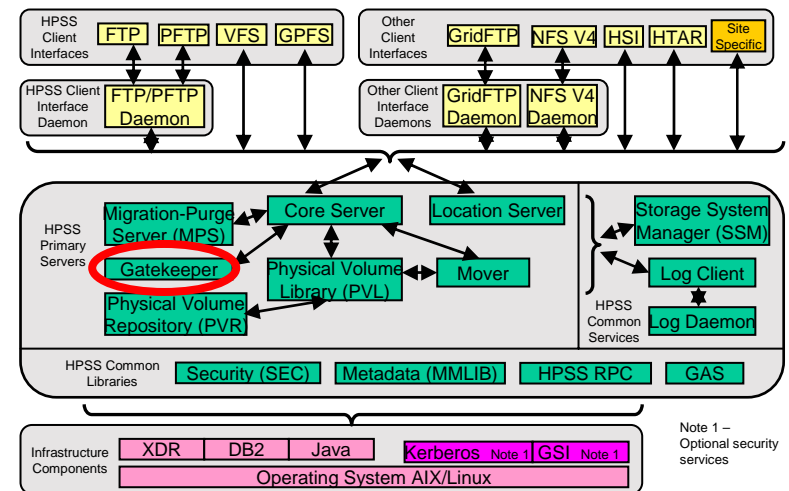 HPSS
Client
Interfaces
FTP
PFTP
VFS
GPFS
Other
Client
Interfaces
GridFTP
NFS V4
HSI
HTAR
Site
Specific
HPSS Client
Interface
Daemon
FTP/PFTP
Daemon
Other Client
Interface
Daemons
GridFTP
Daemon
NFS V4
Daemon
HPSS
Primary
Servers
Migration-Purge
Server (MPS)
Core Server
Location Server
Gatekeeper
Physical Volume
Library (PVL)
Mover
Physical Volume
Repository (PVR)
Storage System
Manager (SSM)
Log Client
HPSS
Common
Services
Log Daemon
HPSS Common
Libraries
Security (SEC)
Metadata (MMLIB)
HPSS RPC
GAS
Infrastructure
Components
XDR
DB2
Java
Kerberos Note 1
GSI Note 1
Operating System AIX/Linux
Note 1 –
Optional security
services